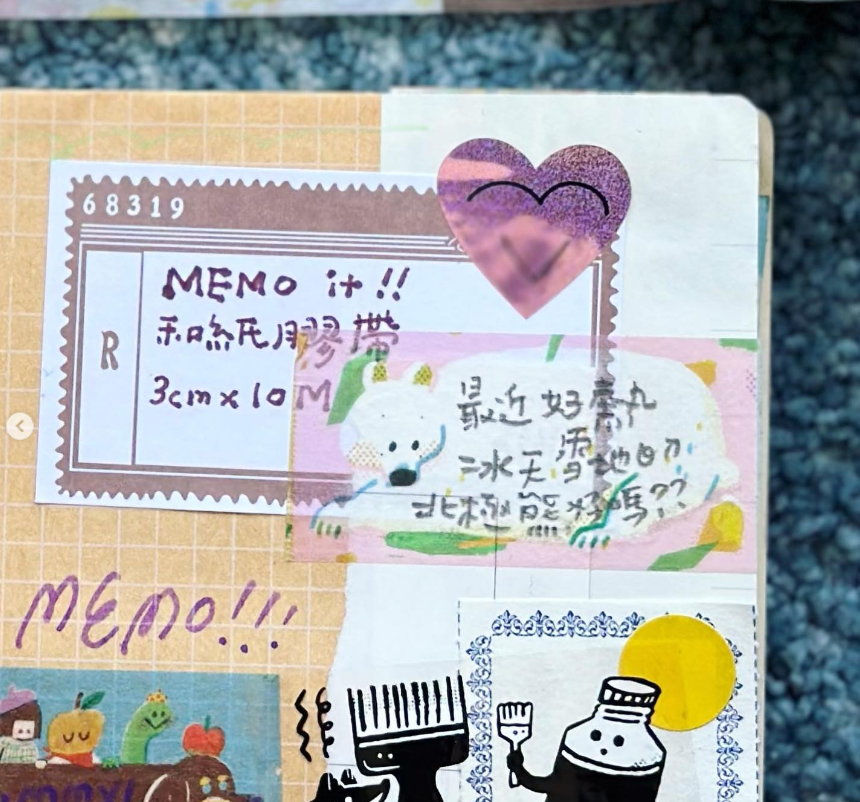 68319
R
MEMO it !!
和紙膠帶
3cm x 10 M
最近好熱
冰天雪地的
北極熊好嗎??
MEMO!!!